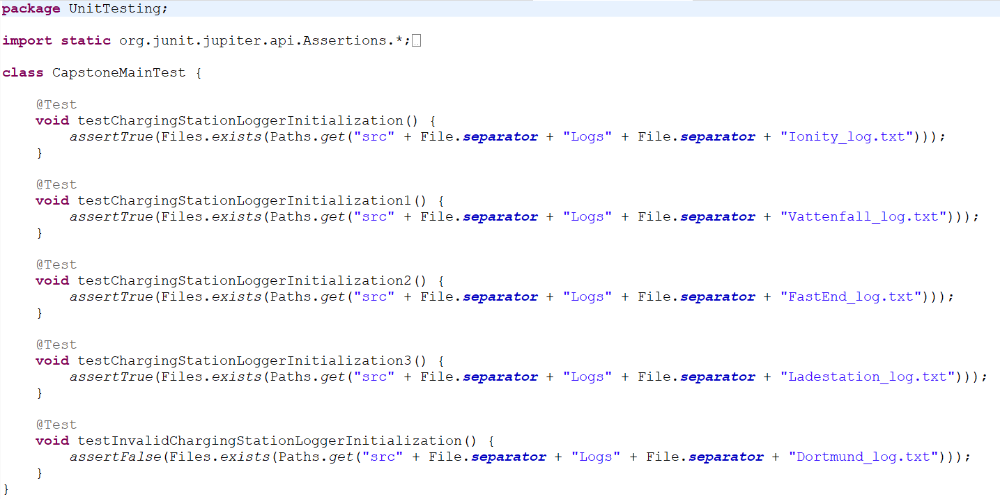 package UnitTesting;
import static org.junit.jupiter.api.Assertions.*;
class CapstoneMainTest {
@Test
void testChargingStationLoggerInitialization() {
assertTrue(Files.exists(Paths.get("src" + File.separator + "Logs" + File.separator + "Ionity_log.txt")));
}
@Test
void testChargingStationLoggerInitialization1() {
assertTrue(Files.exists(Paths.get("src" + File.separator + "Logs" + File.separator + "Vattenfall_log.txt")));
}
@Test
void testChargingStationLoggerInitialization2() {
assertTrue(Files.exists(Paths.get("src" + File.separator + "Logs" + File.separator + "FastEnd_log.txt")));
}
@Test
void testChargingStationLoggerInitialization3() {
assertTrue(Files.exists(Paths.get("src" + File.separator + "Logs" + File.separator + "Ladestation_log.txt")));
}
@Test
void testInvalidChargingStationLoggerInitialization() {
assertFalse(Files.exists(Paths.get("src" + File.separator + "Logs" + File.separator + "Dortmund_log.txt")));
}
}